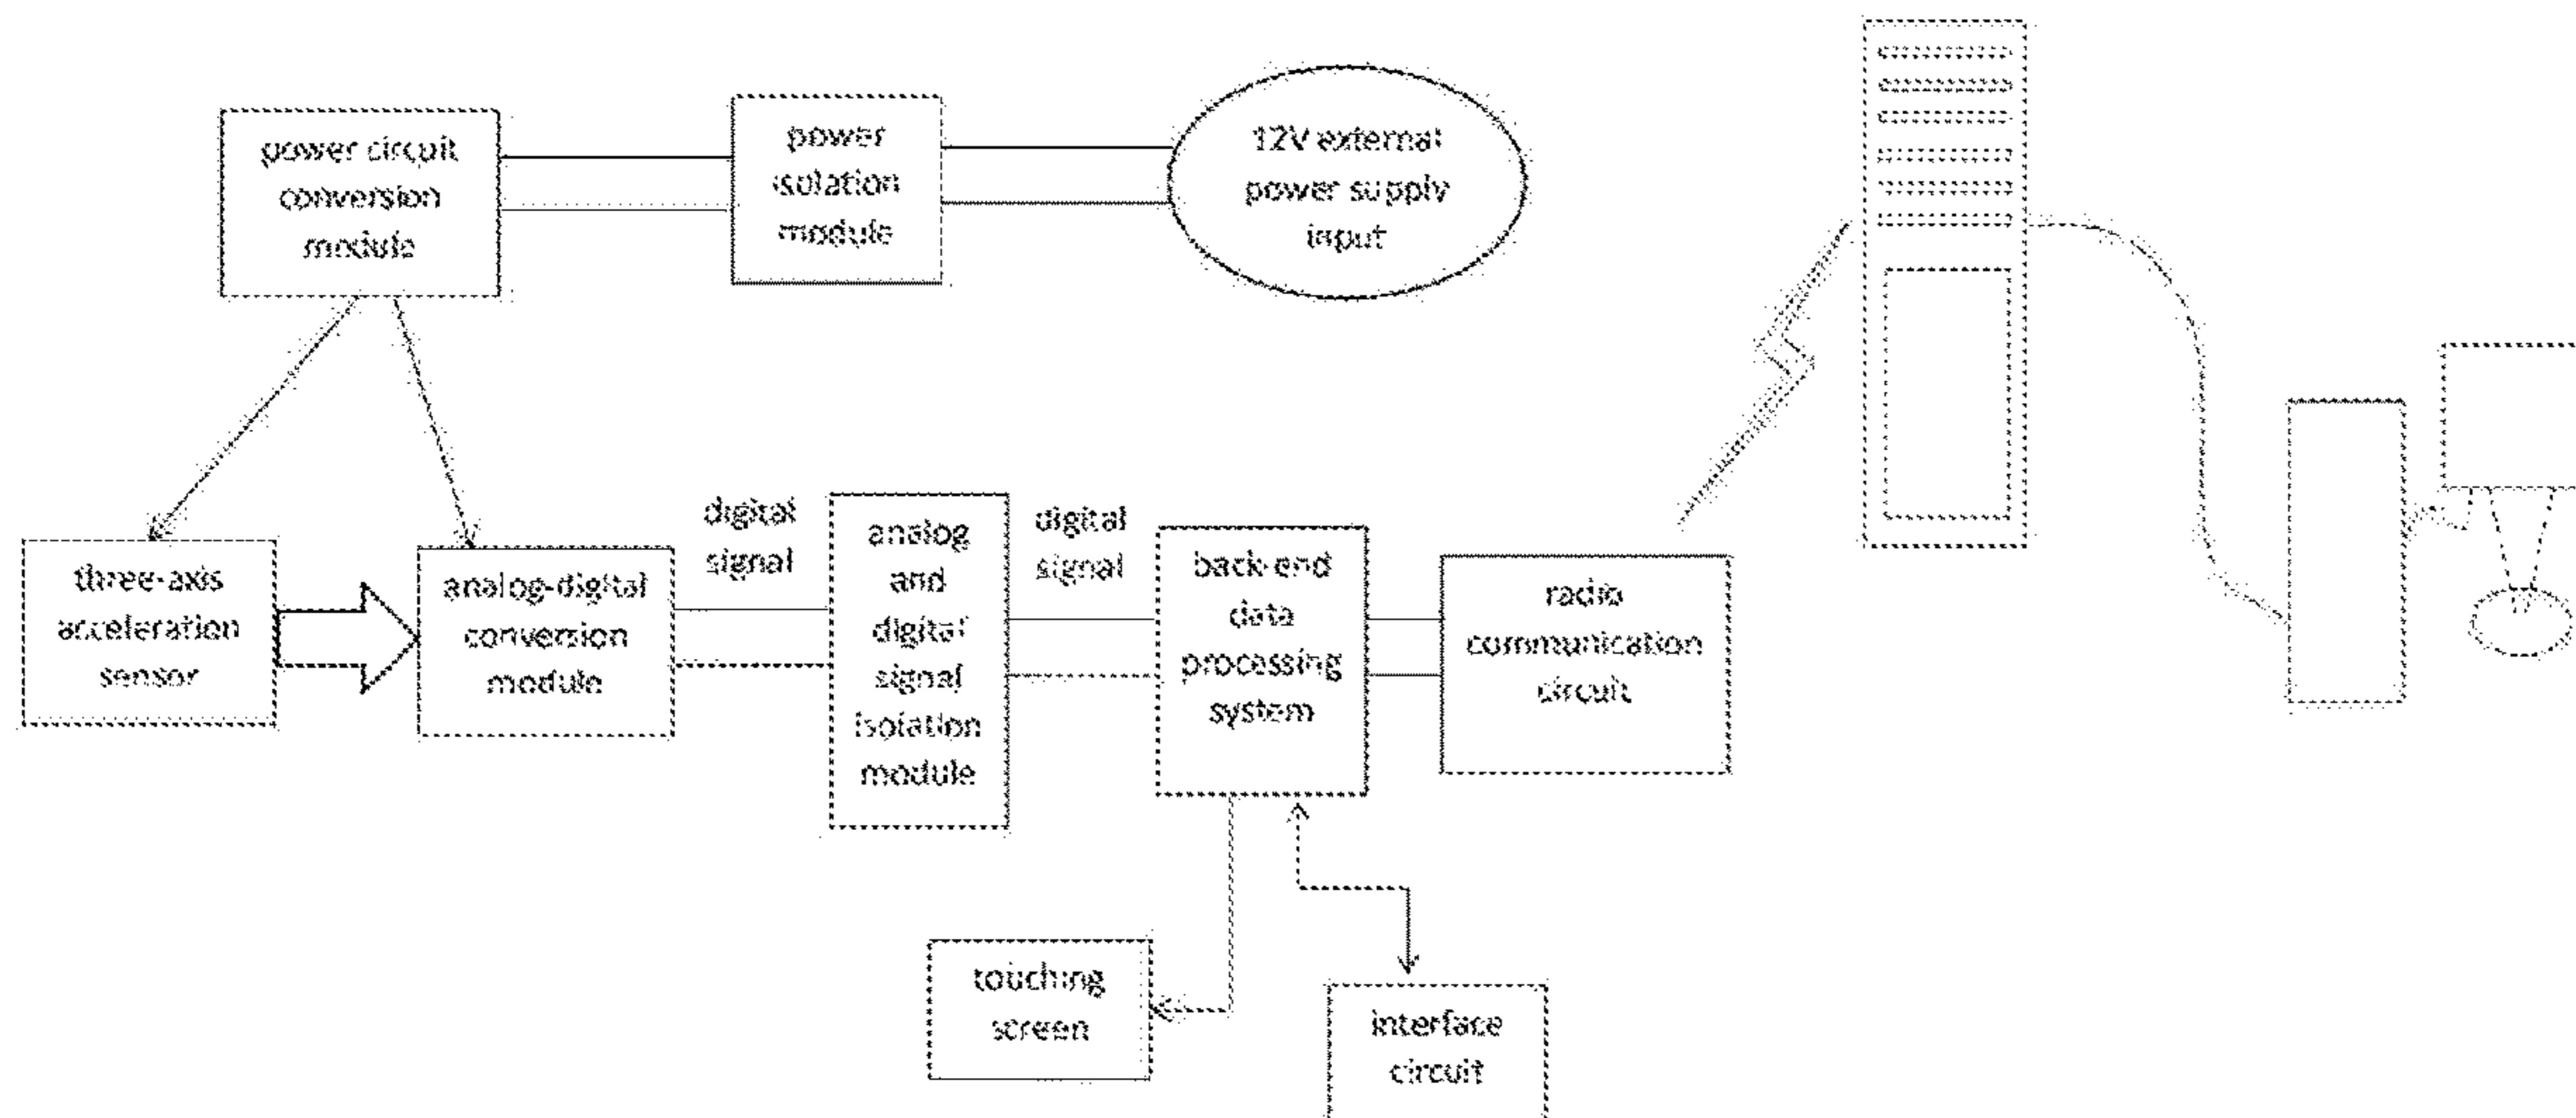 power circuit
conversion
module
power
isolation
module
12V external
power supply
input
three-axis
acceleration
sensor
analog-digital
conversion
module
digital
signal
analog
and
digital
signal
isolation
module
digital
signal
back-end
data
processing
system
radio
communication
circuit
touching
screen
interface
circuit